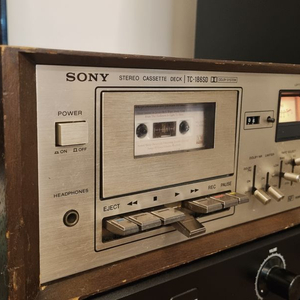 SONY STEREO CASSETTE DECK TC-186SD
POWER
ON OFF
HEADPHONES
EJECT REC PAUSE